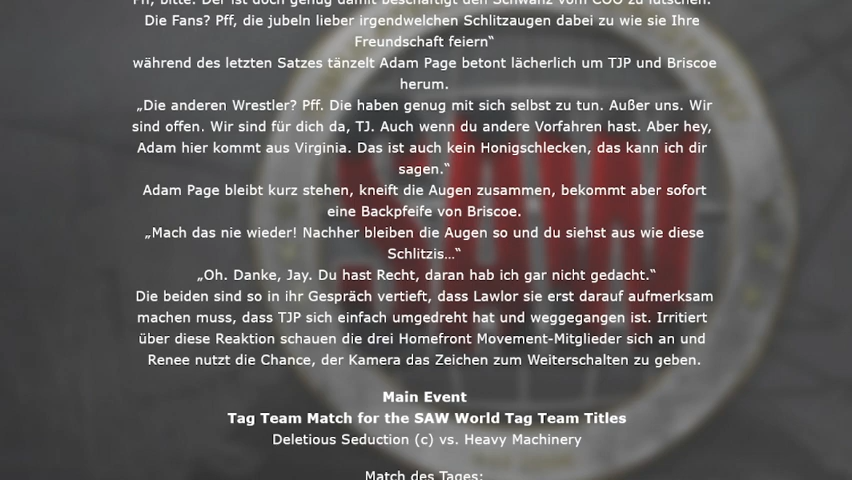 Pff, bitte. Der ist doch genug damit beschäftigt den Schwanz vom COO zu lutschen.
Die Fans? Pff, die jubeln lieber irgendwelchen Schlitzaugen dabei zu wie sie Ihre
Freundschaft feiern“
während des letzten Satzes tänzelt Adam Page betont lächerlich um TJP und Briscoe
herum.
„Die anderen Wrestler? Pff. Die haben genug mit sich selbst zu tun. Außer uns. Wir
sind offen. Wir sind für dich da, TJ. Auch wenn du andere Vorfahren hast. Aber hey,
Adam hier kommt aus Virginia. Das ist auch kein Honigschlecken, das kann ich dir
sagen.“
Adam Page bleibt kurz stehen, kneift die Augen zusammen, bekommt aber sofort
eine Backpfeife von Briscoe.
„Mach das nie wieder! Nachher bleiben die Augen so und du siehst aus wie diese
Schlitzis…“
„Oh. Danke, Jay. Du hast Recht, daran hab ich gar nicht gedacht.“
Die beiden sind so in ihr Gespräch vertieft, dass Lawlor sie erst darauf aufmerksam
machen muss, dass TJP sich einfach umgedreht hat und weggegangen ist. Irritiert
über diese Reaktion schauen die drei Homefront Movement-Mitglieder sich an und
Renee nutzt die Chance, der Kamera das Zeichen zum Weiterschalten zu geben.
Main Event
Tag Team Match for the SAW World Tag Team Titles
Deletious Seduction (c) vs. Heavy Machinery
Match des Tages:
SAW